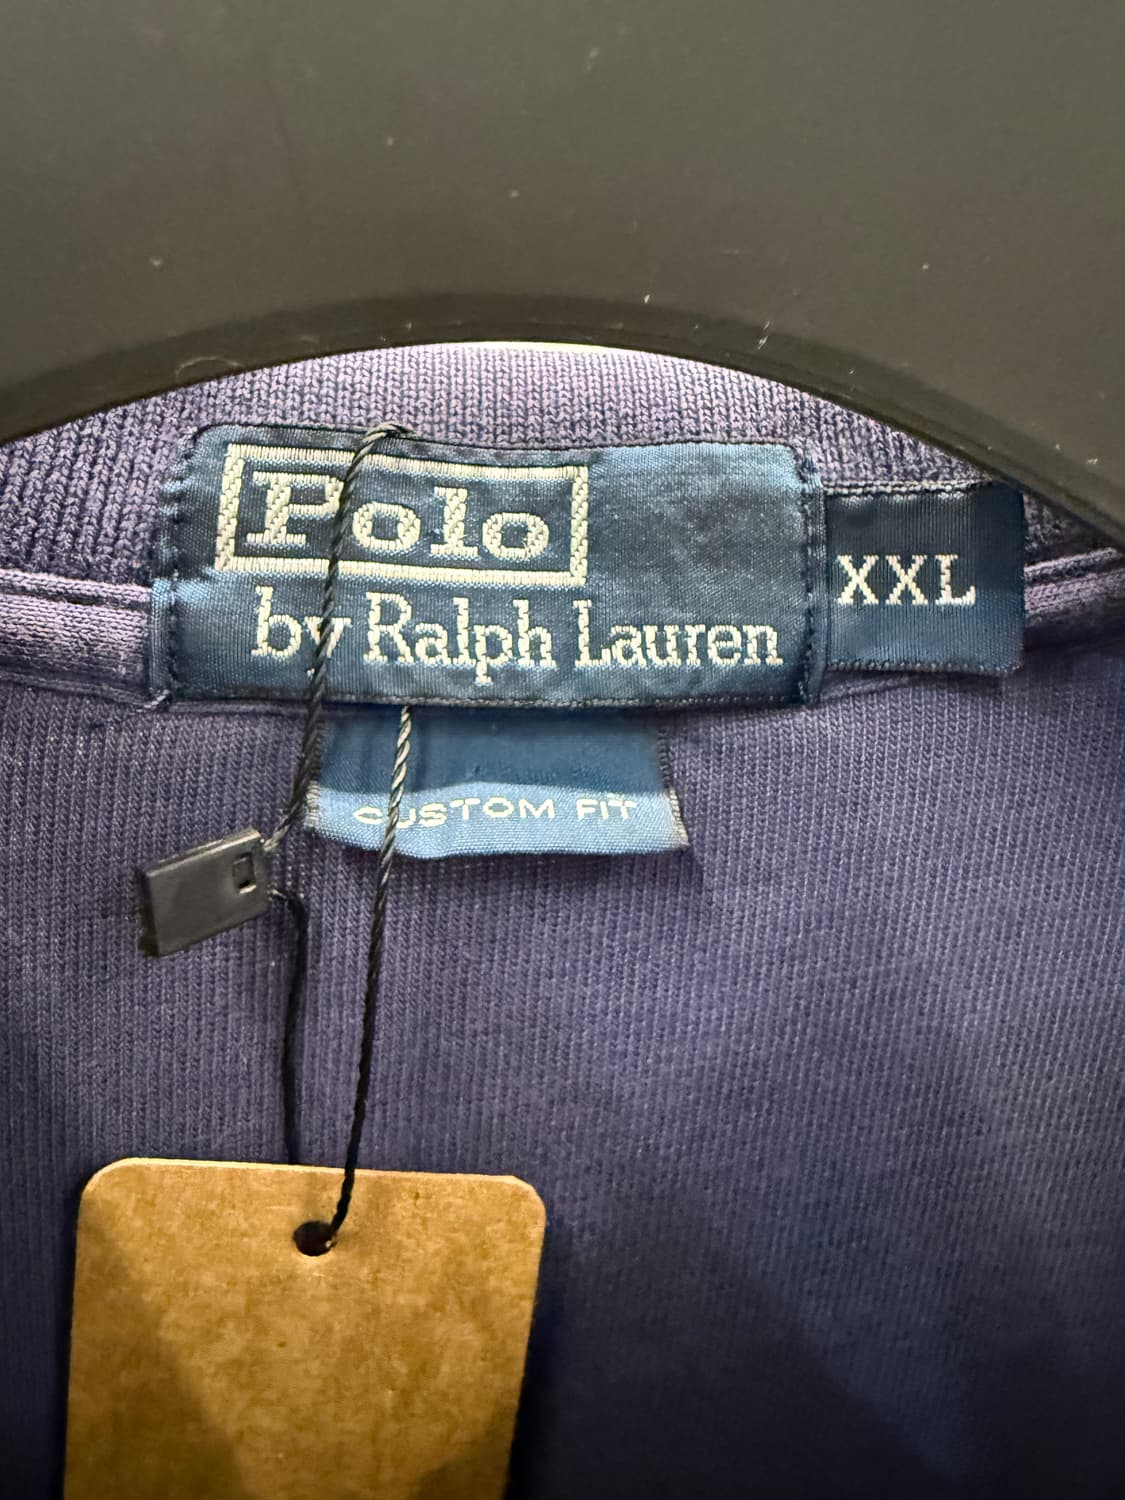 Polo
by Ralph Lauren
XXL
CUSTOM FIT